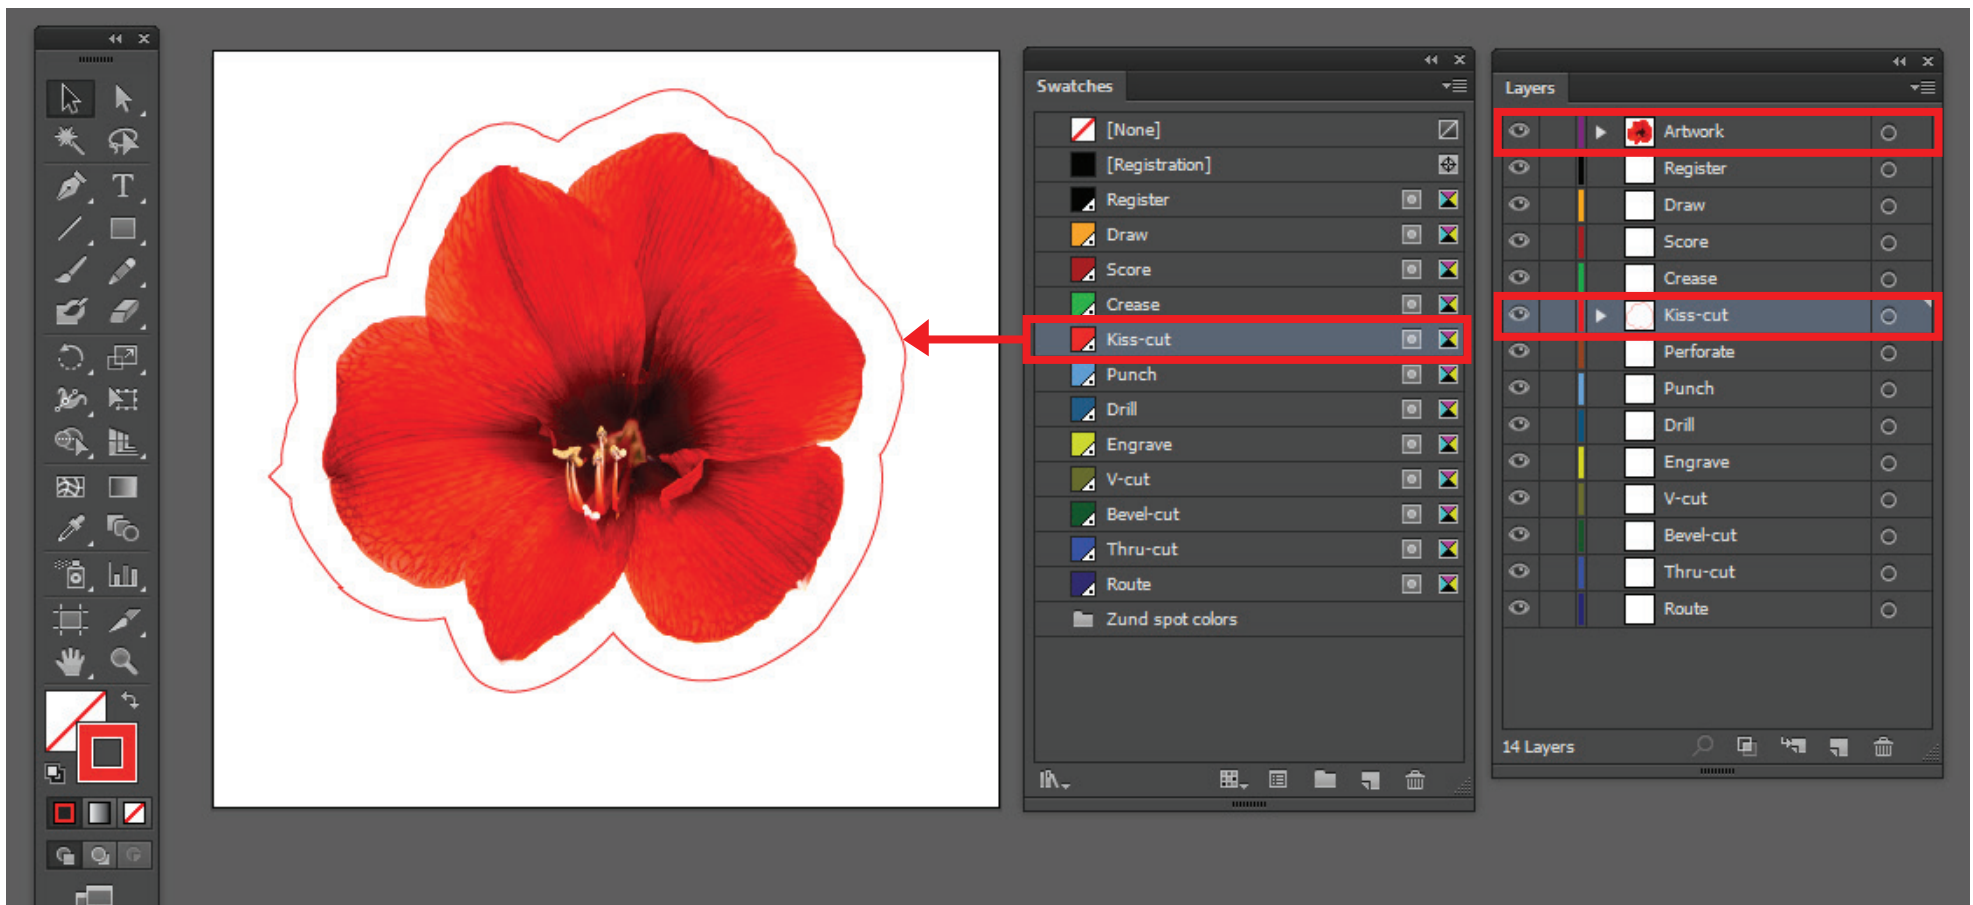 Swatches
[None]
[Registration]
Register
Draw
Score
Crease
Kiss-cut
Punch
Drill
Engrave
V-cut
Bevel-cut
Thru-cut
Route
Zund spot colors
Layers
Artwork
Register
Draw
Score
Crease
Kiss-cut
Perforate
Punch
Drill
Engrave
V-cut
Bevel-cut
Thru-cut
Route
14 Layers